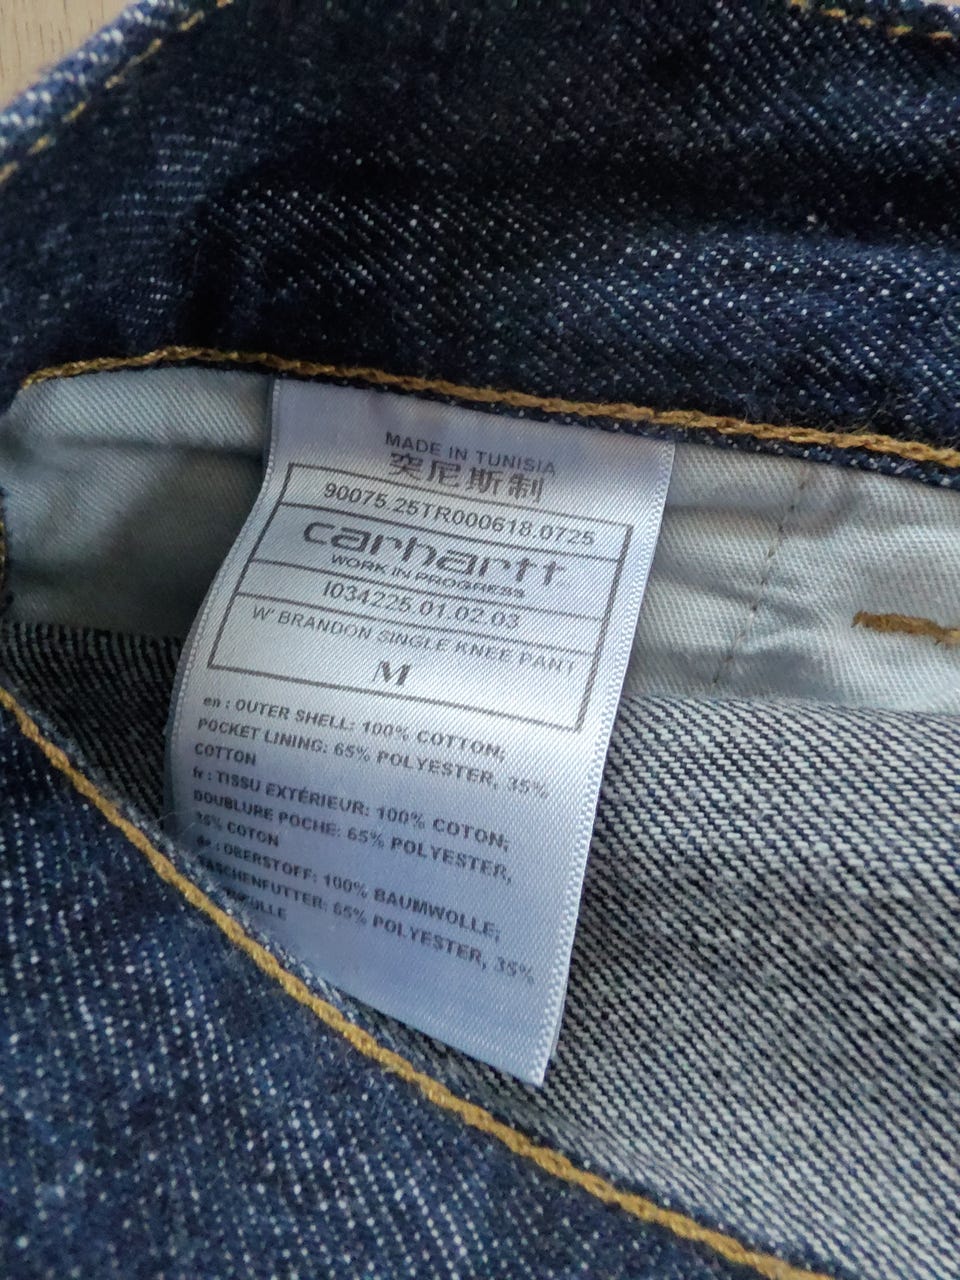 MADE IN TUNISIA
突尼斯制
90075.25TR000618.0725
carhartt
WORK IN PROGRESS
I034225.01.02.03
W' BRANDON SINGLE KNEE PANT
M
en : OUTER SHELL: 100% COTTON;
POCKET LINING: 65% POLYESTER, 35%
COTTON
fr : TISSU EXTÉRIEUR: 100% COTON;
DOUBLURE POCHE: 65% POLYESTER,
35% COTON
de : OBERSTOFF: 100% BAUMWOLLE;
TASCHENFUTTER: 65% POLYESTER, 35%